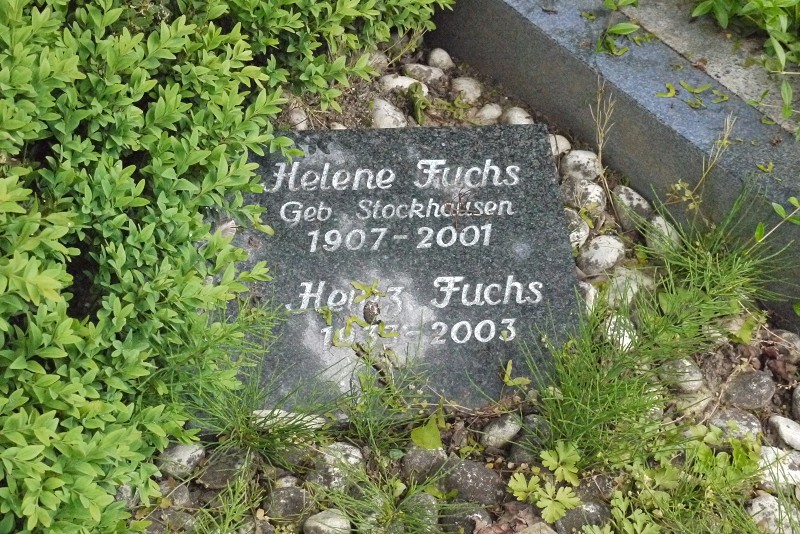 Helene Fuchs
Geb. Stockhausen
1907-2001
Fuchs
-2003